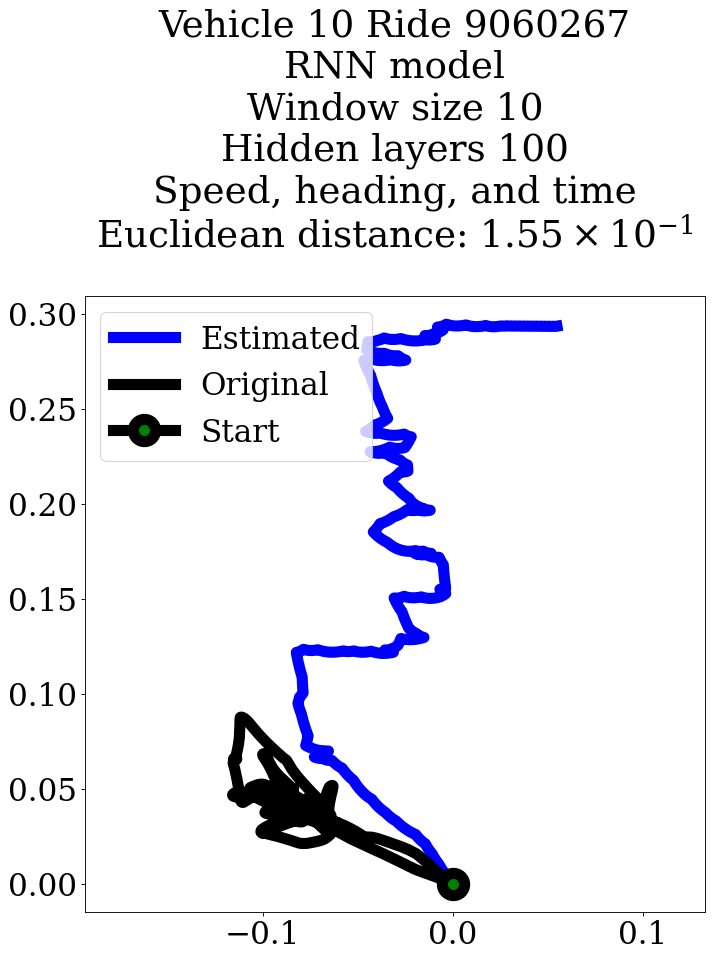 Vehicle 10 Ride 9060267
RNN model
Window size 10
Hidden layers 100
Speed, heading, and time
Euclidean distance: 1.55 × 10⁻¹
Estimated
Original
Start
0.30
0.25
0.20
0.15
0.10
0.05
0.00
−0.1
0.0
0.1